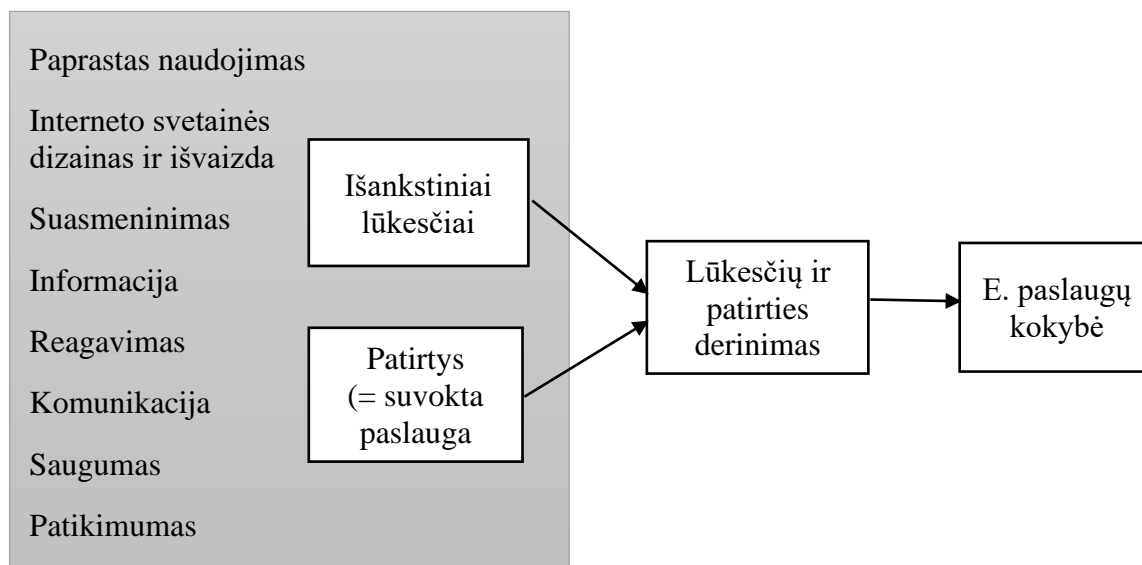 Paprastas naudojimas
Interneto svetainės
dizainas ir išvaizda
Suasmeninimas
Informacija
Reagavimas
Komunikacija
Saugumas
Patikimumas
Išankstiniai
lūkesčiai
Patirtys
(= suvokta
paslauga
Lūkesčių ir
patirties
derinimas
E. paslaugų
kokybė